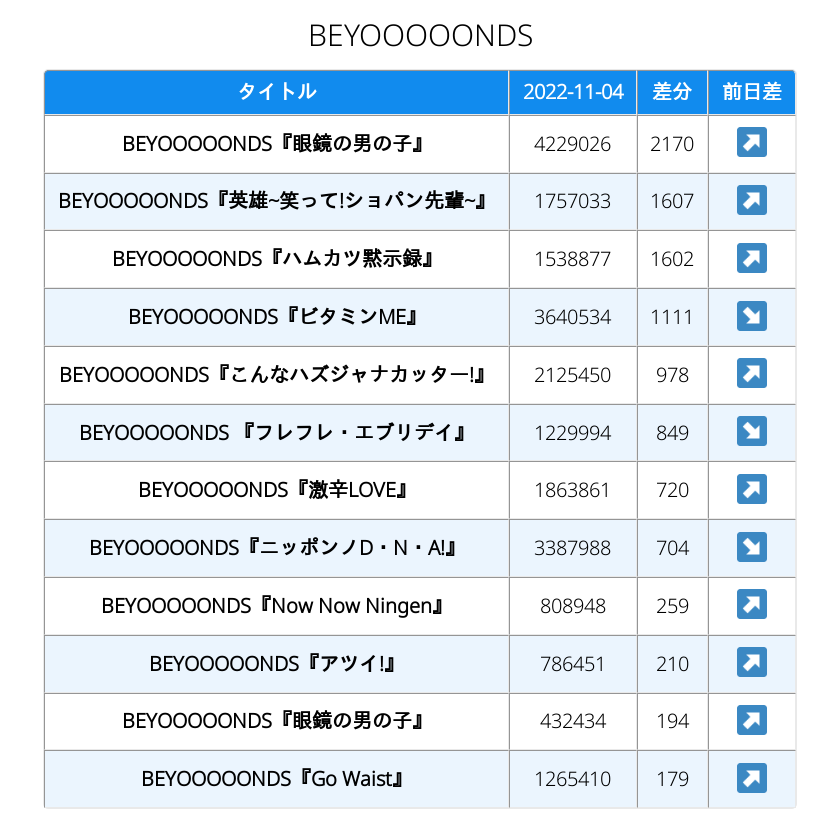 BEYOOOOONDS
タイトル 2022-11-04 差分 前日差
BEYOOOOONDS『眼鏡の男の子』 4229026 2170 ↗
BEYOOOOONDS『英雄~笑って!ショパン先輩~』 1757033 1607 ↗
BEYOOOOONDS『ハムカツ黙示録』 1538877 1602 ↗
BEYOOOOONDS『ビタミンME』 3640534 1111 ↘
BEYOOOOONDS『こんなハズジャナカッター!』 2125450 978 ↗
BEYOOOOONDS 『フレフレ・エブリデイ』 1229994 849 ↘
BEYOOOOONDS『激辛LOVE』 1863861 720 ↗
BEYOOOOONDS『ニッポンノD・N・A!』 3387988 704 ↘
BEYOOOOONDS『Now Now Ningen』 808948 259 ↗
BEYOOOOONDS『アツイ!』 786451 210 ↗
BEYOOOOONDS『眼鏡の男の子』 432434 194 ↗
BEYOOOOONDS『Go Waist』 1265410 179 ↗